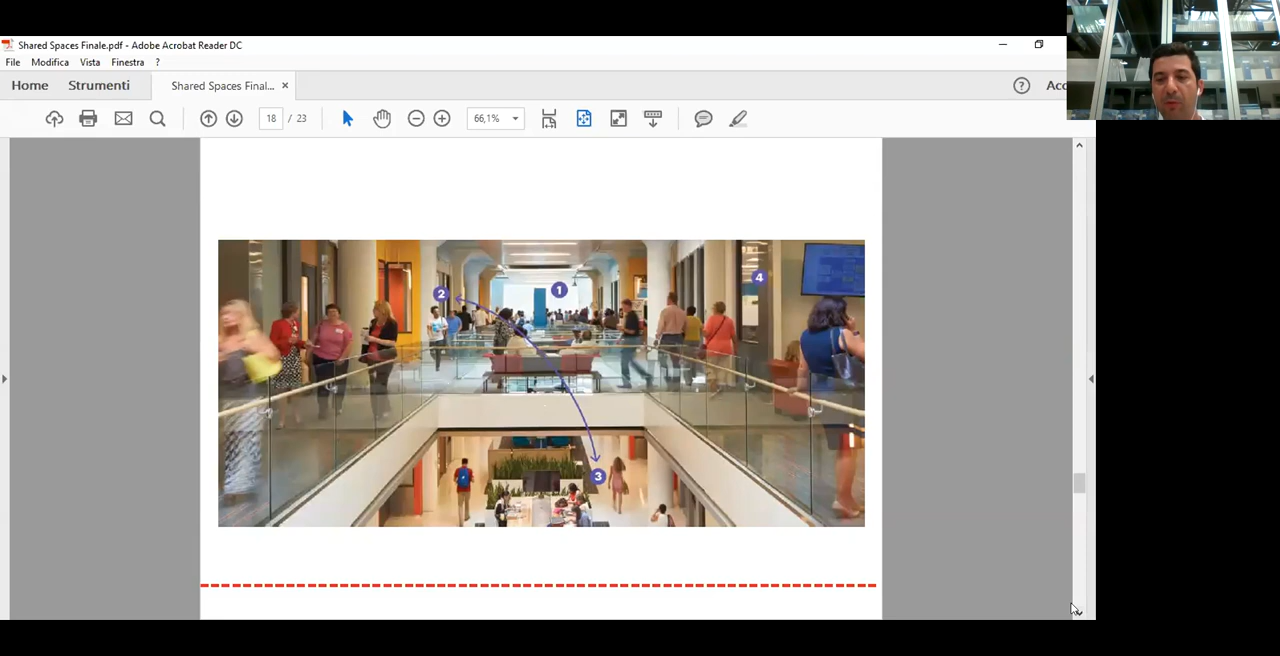 Shared Spaces Finale.pdf - Adobe Acrobat Reader DC
File Modifica Vista Finestra ?
Home Strumenti Shared Spaces Final... × ? Acc
18 / 23 66,1%
1
2
4
3